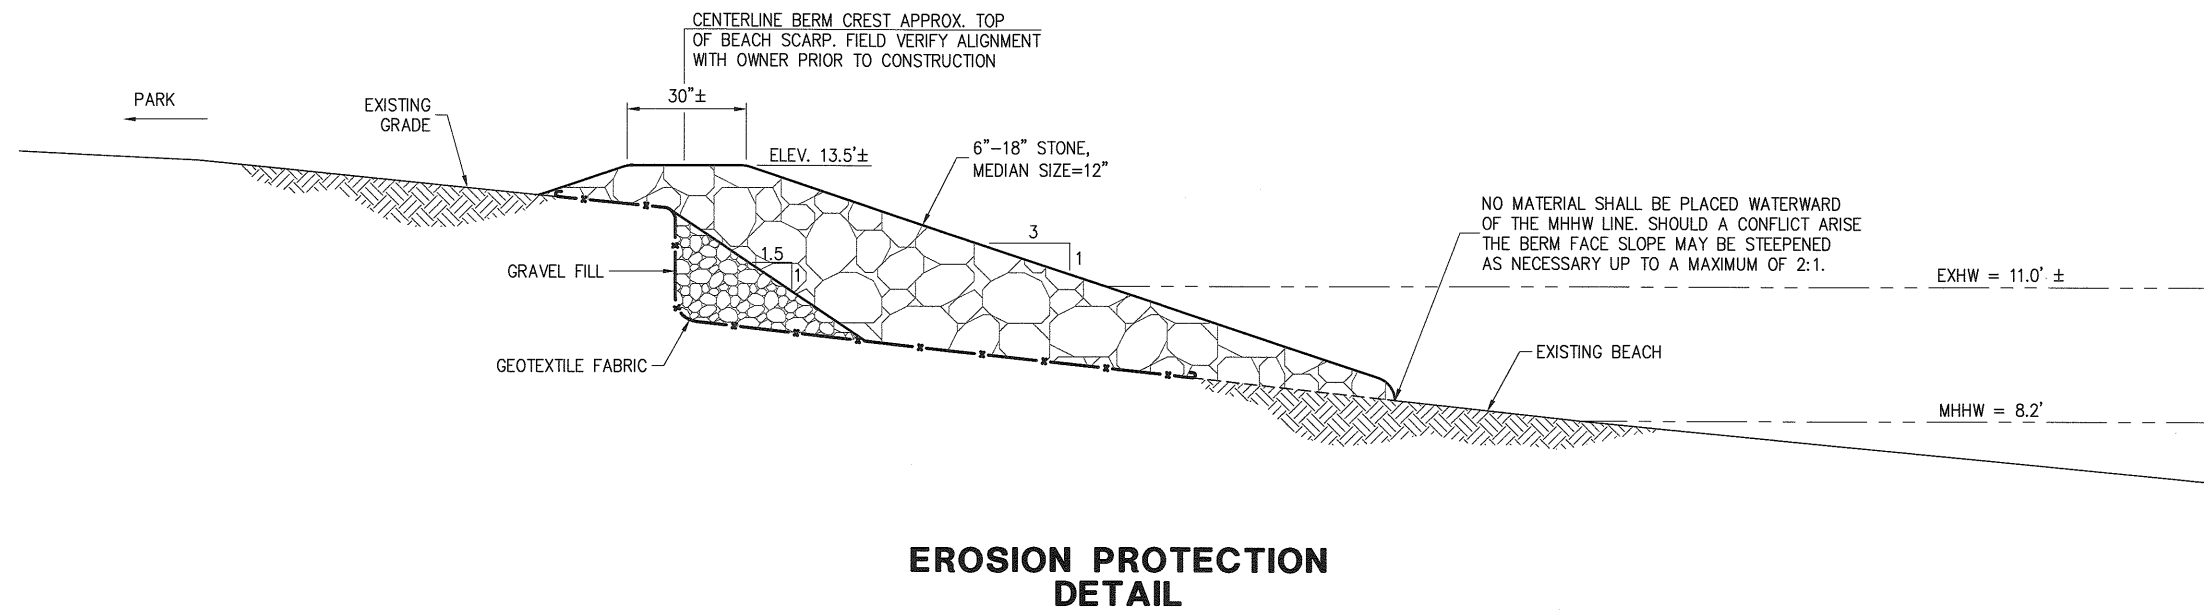 CENTERLINE BERM CREST APPROX. TOP
OF BEACH SCARP. FIELD VERIFY ALIGNMENT
WITH OWNER PRIOR TO CONSTRUCTION
PARK
EXISTING
GRADE
30"±
ELEV. 13.5'±
6"-18" STONE,
MEDIAN SIZE=12"
NO MATERIAL SHALL BE PLACED WATERWARD
OF THE MHHW LINE. SHOULD A CONFLICT ARISE
THE BERM FACE SLOPE MAY BE STEEPENED
AS NECESSARY UP TO A MAXIMUM OF 2:1.
3
1
1.5
1
GRAVEL FILL
EXHW = 11.0' ±
GEOTEXTILE FABRIC
EXISTING BEACH
MHHW = 8.2'
EROSION PROTECTION
DETAIL